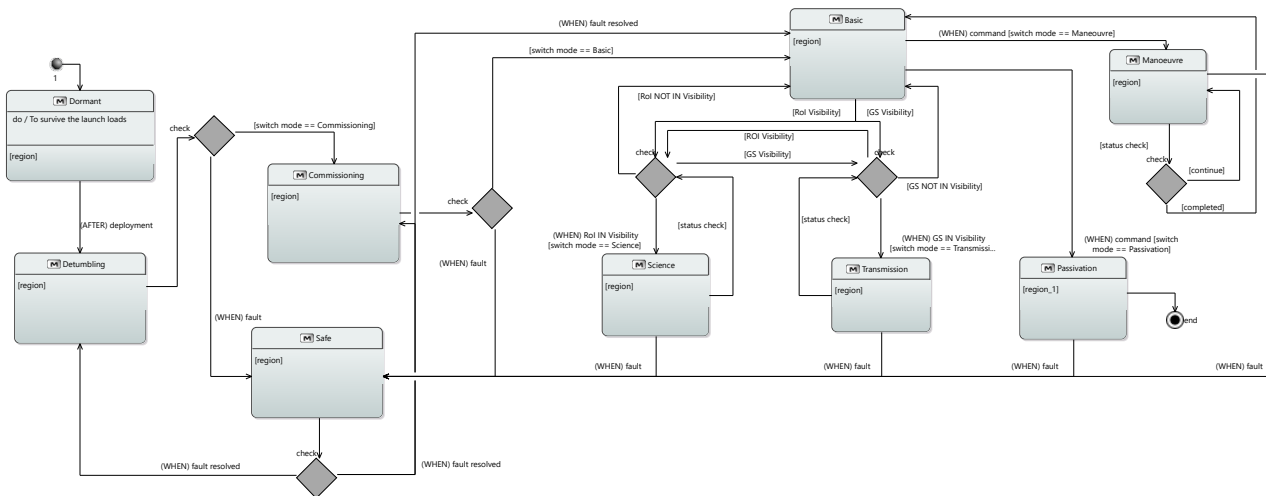 Basic
[region]
(WHEN) fault resolved
[switch mode == Basic]
(WHEN) command [switch mode == Maneouvre]
Manoeuvre
[region]
1
Dormant
do / To survive the launch loads
[region]
check
[switch mode == Commissioning]
[RoI NOT IN Visibility]
[RoI Visibility]
[GS Visibility]
[ROI Visibility]
check
check
[GS Visibility]
[status check]
check
[continue]
[completed]
Commissioning
[region]
check
[GS NOT IN Visibility]
(AFTER) deployment
[status check]
[status check]
(WHEN) RoI IN Visibility
[switch mode == Science]
(WHEN) GS IN Visibility
[switch mode == Transmissi...
(WHEN) command [switch
mode == Passivation]
(WHEN) fault
Detumbling
[region]
Science
[region]
Transmission
[region]
Passivation
[region_1]
end
(WHEN) fault
Safe
[region]
(WHEN) fault
(WHEN) fault
(WHEN) fault
(WHEN) fault
check
(WHEN) fault resolved
(WHEN) fault resolved